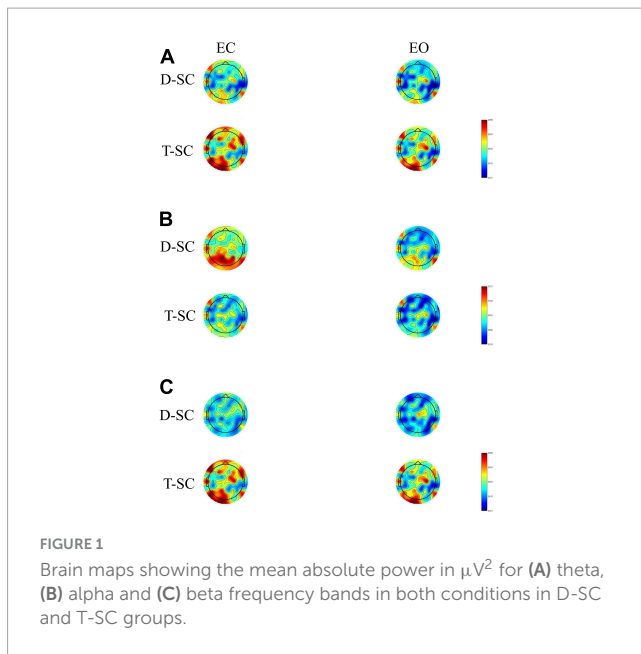 EC EO
A
D-SC
T-SC
B
D-SC
T-SC
C
D-SC
T-SC
FIGURE 1
Brain maps showing the mean absolute power in μV² for (A) theta,
(B) alpha and (C) beta frequency bands in both conditions in D-SC
and T-SC groups.